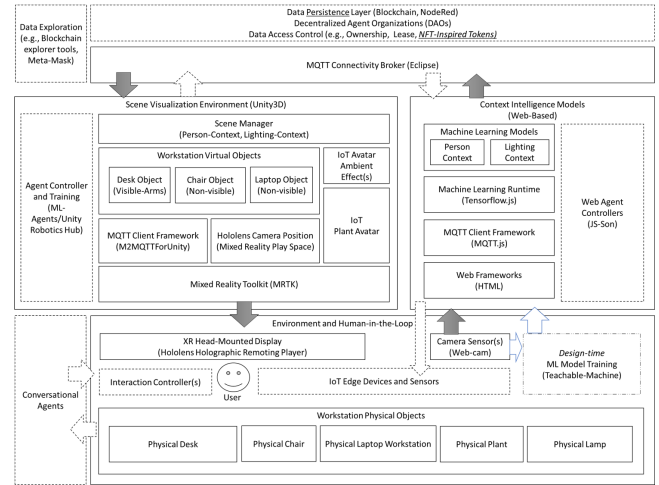 Data Persistence Layer (Blockchain, NodeRed)
Decentralized Agent Organizations (DAOs)
Data Access Control (e.g., Ownership, Lease, NFT-Inspired Tokens)
Data Exploration
(e.g., Blockchain
explorer tools,
Meta-Mask)
MQTT Connectivity Broker (Eclipse)
Scene Visualization Environment (Unity3D)
Scene Manager
(Person-Context, Lighting-Context)
Agent Controller
and Training
(ML-
Agents/Unity
Robotics Hub)
Workstation Virtual Objects
Desk Object
(Visible-Arms)
Chair Object
(Non-visible)
Laptop Object
(Non-visible)
IoT Avatar
Ambient
Effect(s)
IoT
Plant Avatar
MQTT Client Framework
(M2MQTTForUnity)
Hololens Camera Position
(Mixed Reality Play Space)
Mixed Reality Toolkit (MRTK)
Context Intelligence Models
(Web-Based)
Machine Learning Models
Person
Context
Lighting
Context
Machine Learning Runtime
(Tensorflow.js)
MQTT Client Framework
(MQTT.js)
Web Frameworks
(HTML)
Web Agent
Controllers
(JS-Son)
Environment and Human-in-the-Loop
XR Head-Mounted Display
(Hololens Holographic Remoting Player)
Camera Sensor(s)
(Web-cam)
Design-time
ML Model Training
(Teachable-Machine)
Conversational
Agents
Interaction Controller(s)
User
IoT Edge Devices and Sensors
Workstation Physical Objects
Physical Desk
Physical Chair
Physical Laptop Workstation
Physical Plant
Physical Lamp